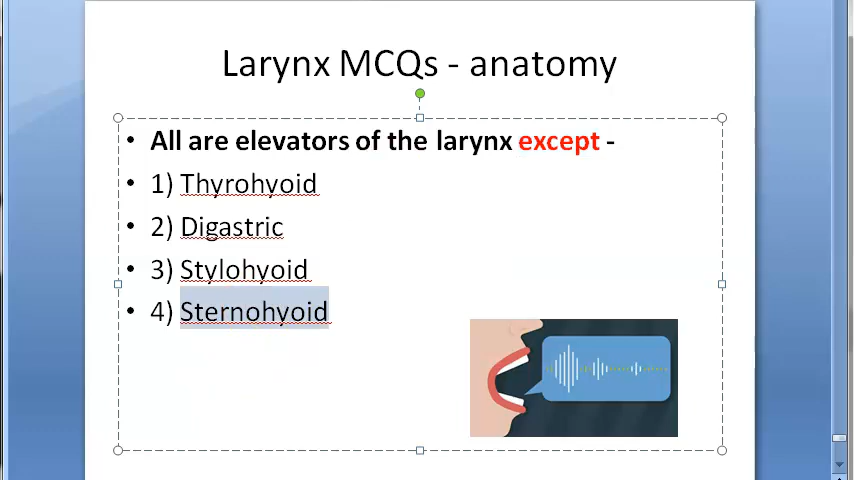 Larynx MCQs - anatomy
• All are elevators of the larynx except -
• 1) Thyrohyoid
• 2) Digastric
• 3) Stylohyoid
• 4) Sternohyoid